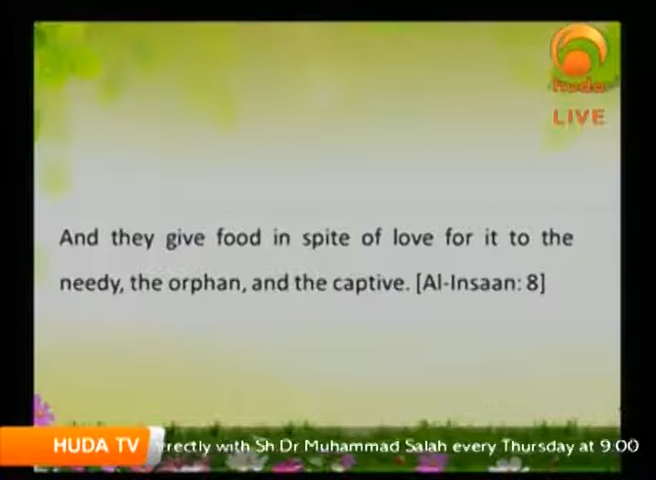 huda
LIVE
And they give food in spite of love for it to the
needy, the orphan, and the captive. [Al-Insaan: 8]
HUDA TV
rrectly with Sh Dr Muhammad Salah every Thursday at 9:00